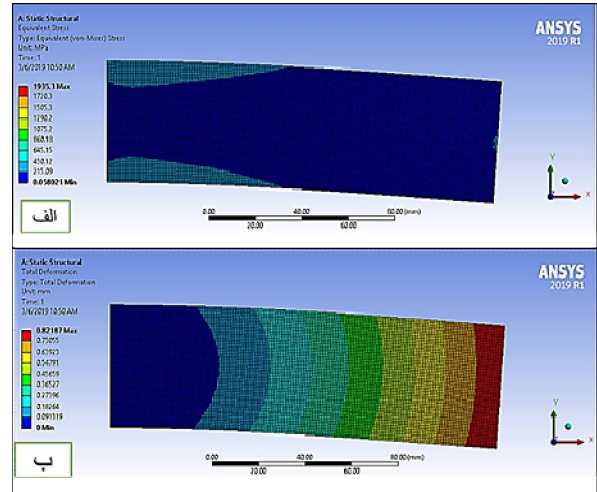 A: Static Structural
Equivalent Stress
Type: Equivalent (von-Mises) Stress
Unit: MPa
Time: 1
3/6/2019 10:50 AM
1935.3 Max
1720.3
1505.3
1290.2
1075.2
860.18
645.15
430.12
215.09
0.058021 Min
ANSYS
2019 R1
Y
X
0.00 40.00 80.00 (mm)
20.00 60.00
الف
A: Static Structural
Total Deformation
Type: Total Deformation
Unit: mm
Time: 1
3/6/2019 10:50 AM
0.82187 Max
0.73055
0.63923
0.54791
0.45659
0.36527
0.27396
0.18264
0.091319
0 Min
ANSYS
2019 R1
Y
X
0.00 40.00 80.00 (mm)
20.00 60.00
ب